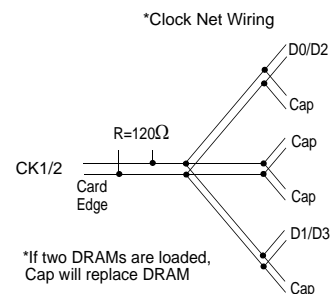 *Clock Net Wiring
D0/D2
Cap
R=120Ω
Cap
CK1/2
Card
Edge
Cap
D1/D3
*If two DRAMs are loaded,
Cap will replace DRAM
Cap